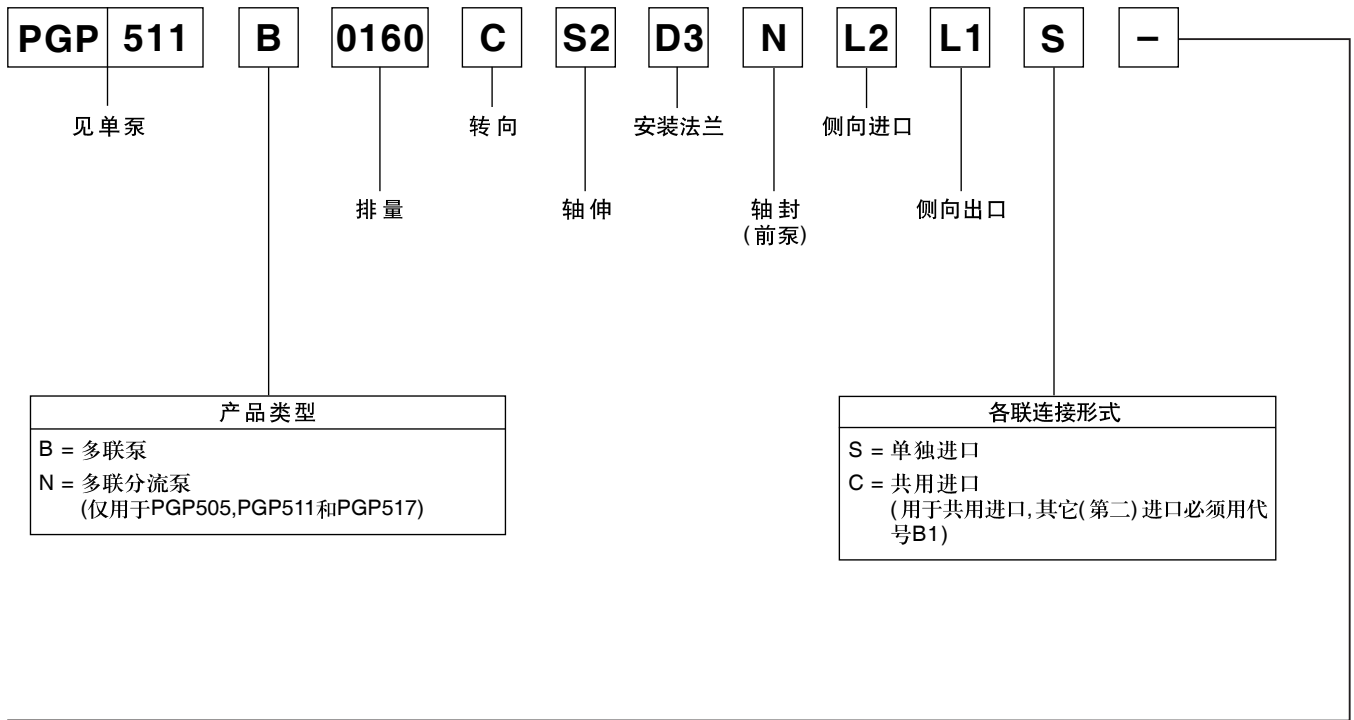 PGP 511 B 0160 C S2 D3 N L2 L1 S –
见单泵 转向 安装法兰 侧向进口
排量 轴伸 轴封 侧向出口
(前泵)
产品类型
B = 多联泵
N = 多联分流泵
(仅用于PGP505,PGP511和PGP517)
各联连接形式
S = 单独进口
C = 共用进口
(用于共用进口,其它(第二)进口必须用代
号B1)